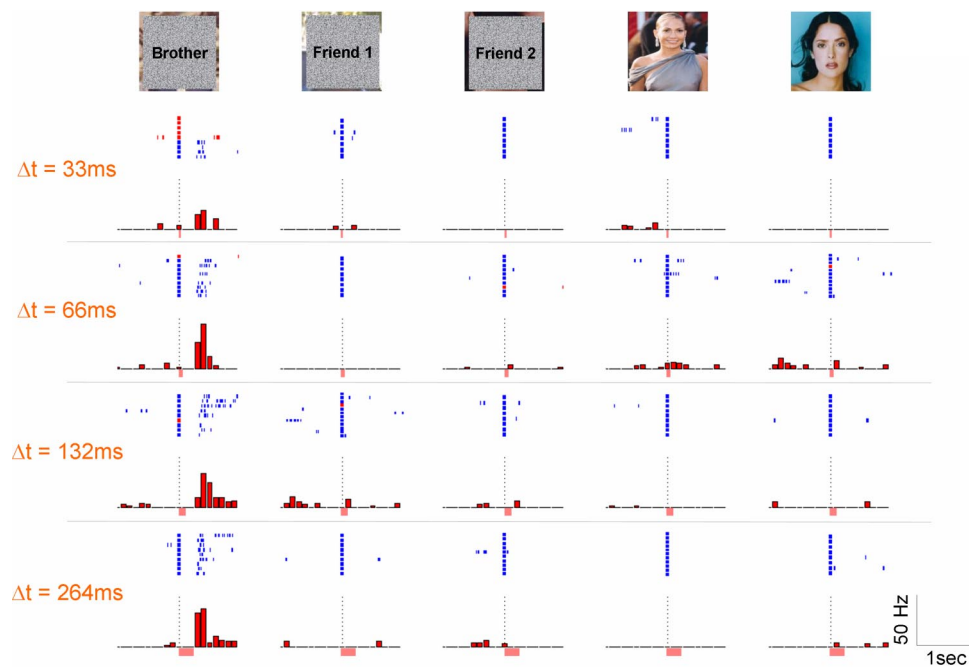 Brother
Friend 1
Friend 2
Δt = 33ms
Δt = 66ms
Δt = 132ms
Δt = 264ms
50 Hz
1sec